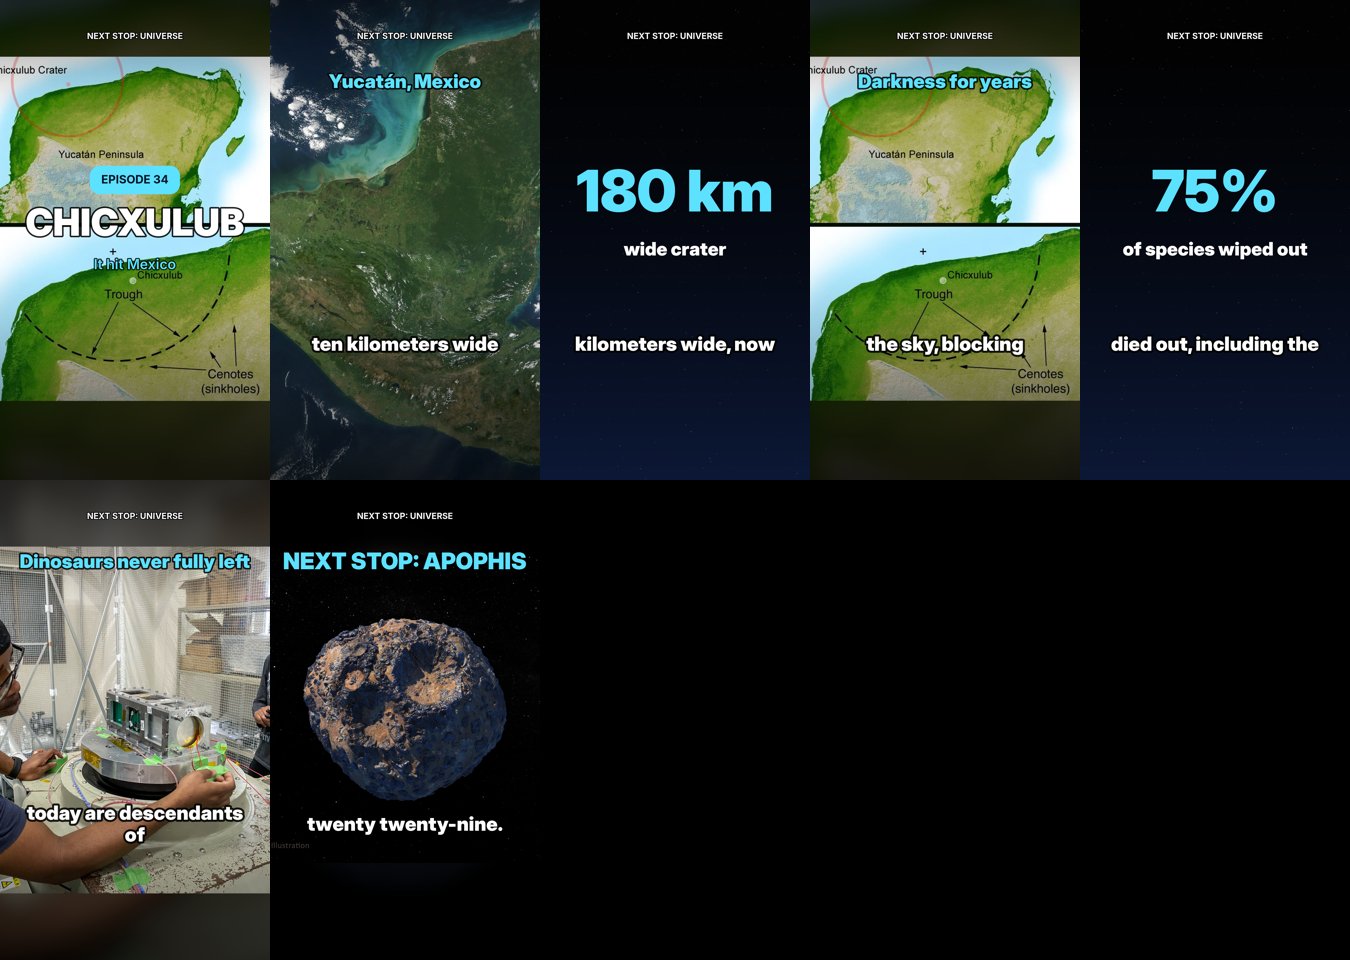 NEXT STOP: UNIVERSE
hicxulub Crater
Yucatán Peninsula
EPISODE 34
CHICXULUB
It hit Mexico
Chicxulub
Trough
Cenotes
(sinkholes)
NEXT STOP: UNIVERSE
Yucatán, Mexico
ten kilometers wide
NEXT STOP: UNIVERSE
180 km
wide crater
kilometers wide, now
NEXT STOP: UNIVERSE
hicxulub Crater
Darkness for years
Yucatán Peninsula
Chicxulub
Trough
the sky, blocking
Cenotes
(sinkholes)
NEXT STOP: UNIVERSE
75%
of species wiped out
died out, including the
NEXT STOP: UNIVERSE
Dinosaurs never fully left
today are descendants
of
NEXT STOP: UNIVERSE
NEXT STOP: APOPHIS
twenty twenty-nine.
Illustration